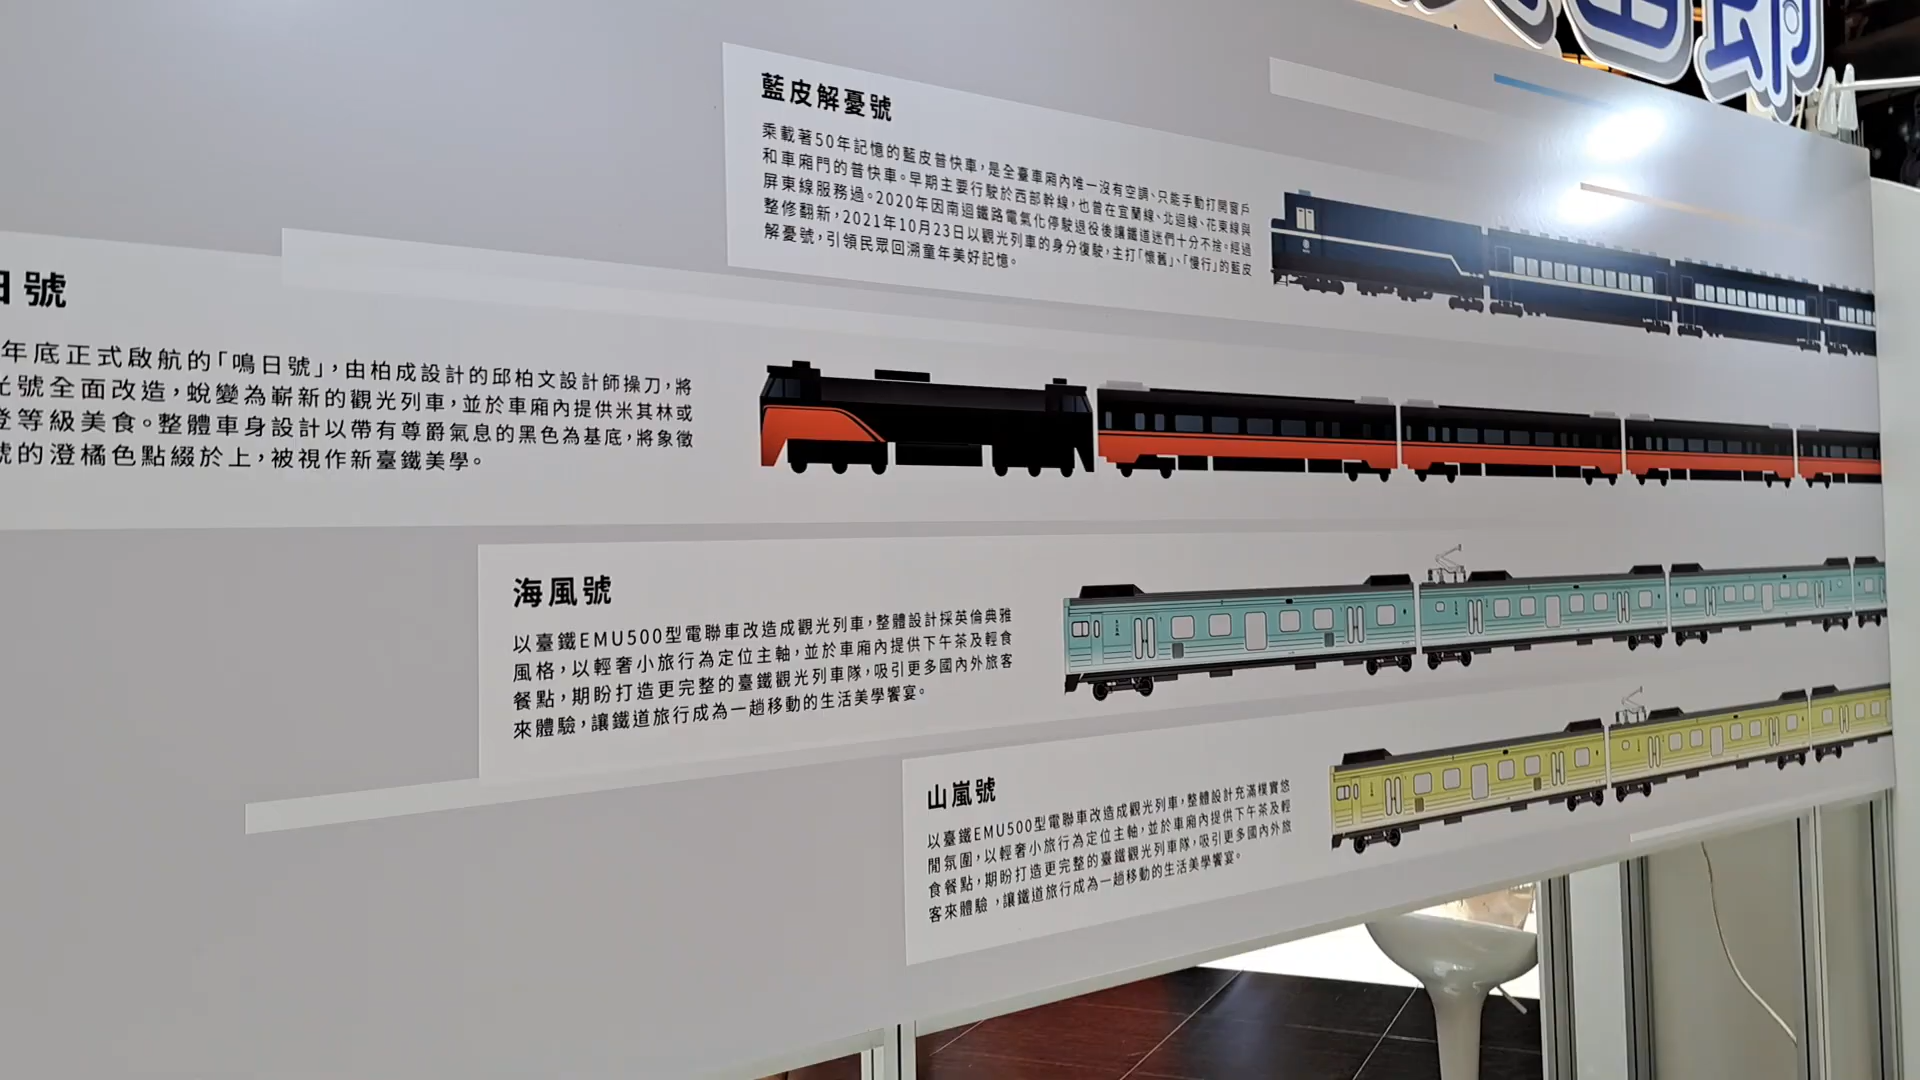 藍皮解憂號
乘載著50年記憶的藍皮普快車，是全臺車廂內唯一沒有空調、只能手動打開窗戶
和車廂門的普快車。早期主要行駛於西部幹線，也曾在宜蘭線、北迴線、花東線與
屏東線服務過。2020年因南迴鐵路電氣化停駛退役後讓鐵道迷們十分不捨。經過
整修翻新，2021年10月23日以觀光列車的身分復駛，主打「懷舊」、「慢行」的藍皮
解憂號，引領民眾回溯童年美好記憶。
日號
年底正式啟航的「鳴日號」，由柏成設計的邱柏文設計師操刀，將
光號全面改造，蛻變為嶄新的觀光列車，並於車廂內提供米其林或
登等級美食。整體車身設計以帶有尊爵氣息的黑色為基底，將象徵
號的澄橘色點綴於上，被視作新臺鐵美學。
海風號
以臺鐵EMU500型電聯車改造成觀光列車，整體設計採英倫典雅
風格，以輕奢小旅行為定位主軸，並於車廂內提供下午茶及輕食
餐點，期盼打造更完整的臺鐵觀光列車隊，吸引更多國內外旅客
來體驗，讓鐵道旅行成為一趟移動的生活美學饗宴。
山嵐號
以臺鐵EMU500型電聯車改造成觀光列車，整體設計充滿樸實悠
閒氛圍，以輕奢小旅行為定位主軸，並於車廂內提供下午茶及輕
食餐點，期盼打造更完整的臺鐵觀光列車隊，吸引更多國內外旅
客來體驗，讓鐵道旅行成為一趟移動的生活美學饗宴。